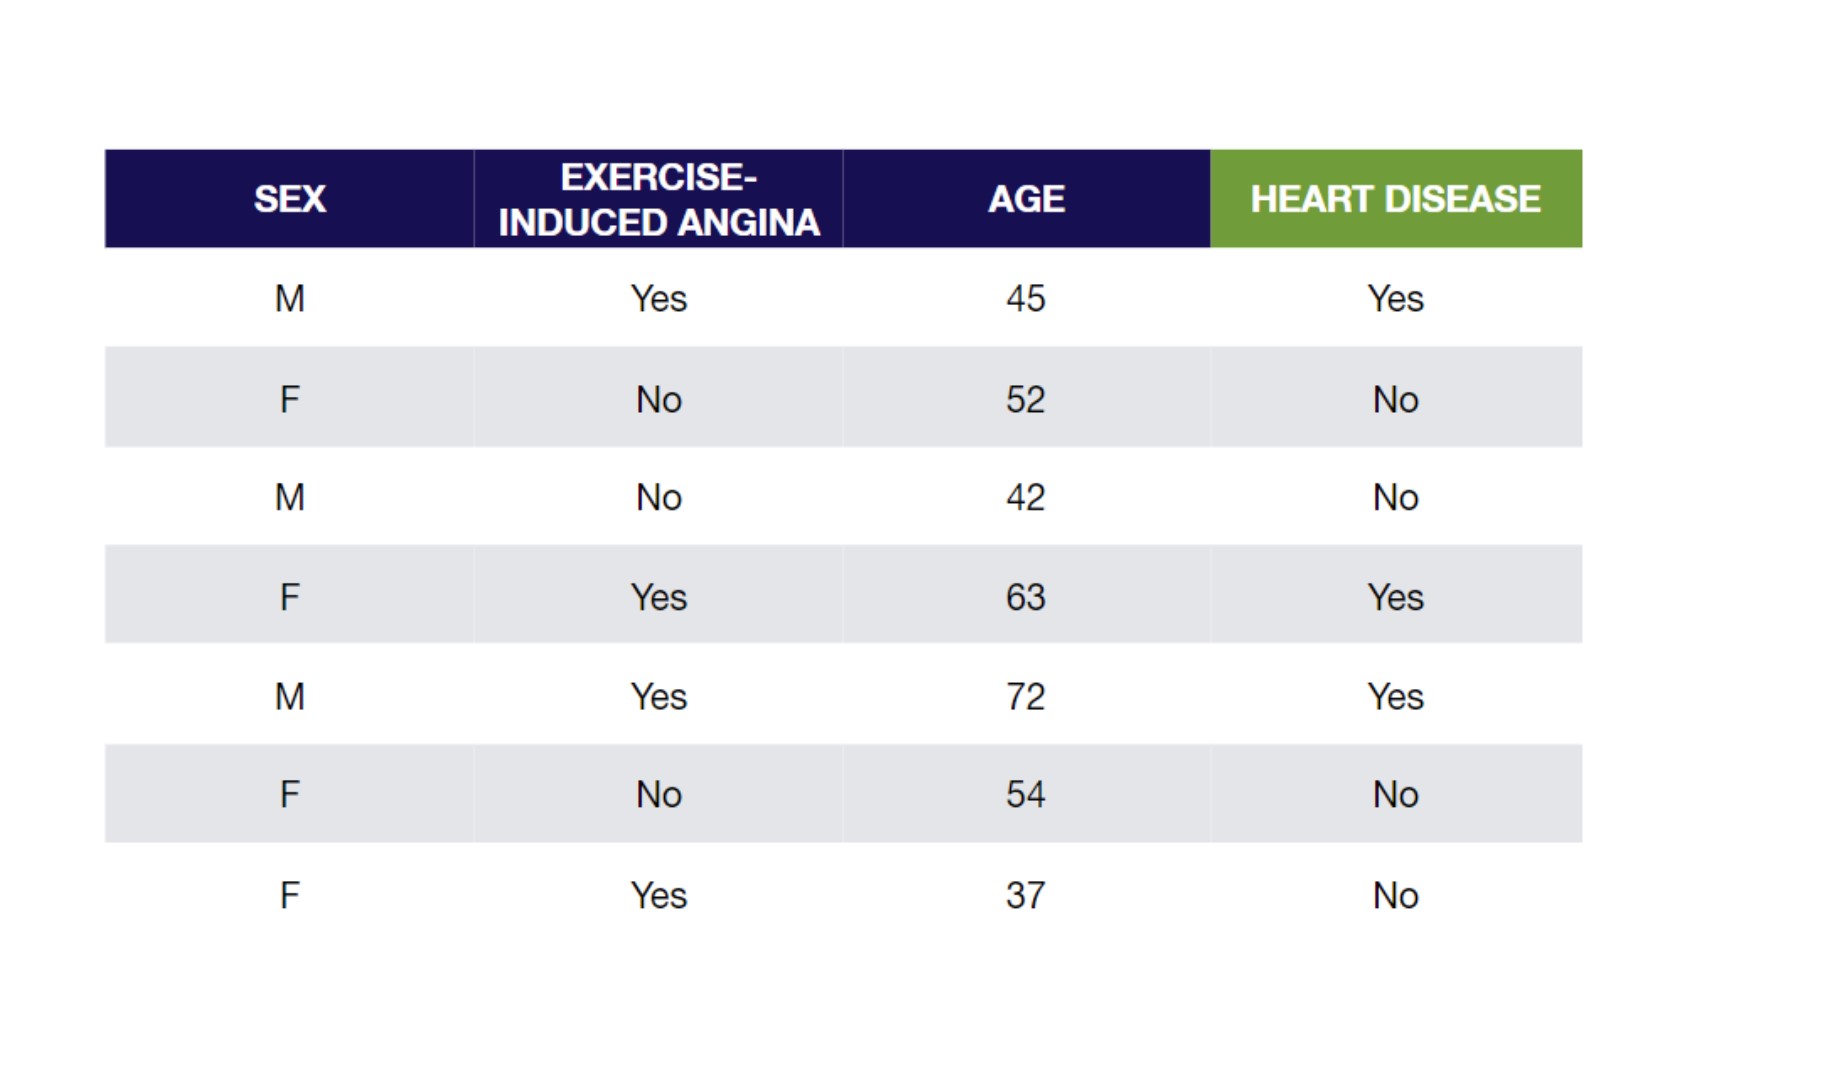 SEX EXERCISE-INDUCED ANGINA AGE HEART DISEASE
M Yes 45 Yes
F No 52 No
M No 42 No
F Yes 63 Yes
M Yes 72 Yes
F No 54 No
F Yes 37 No